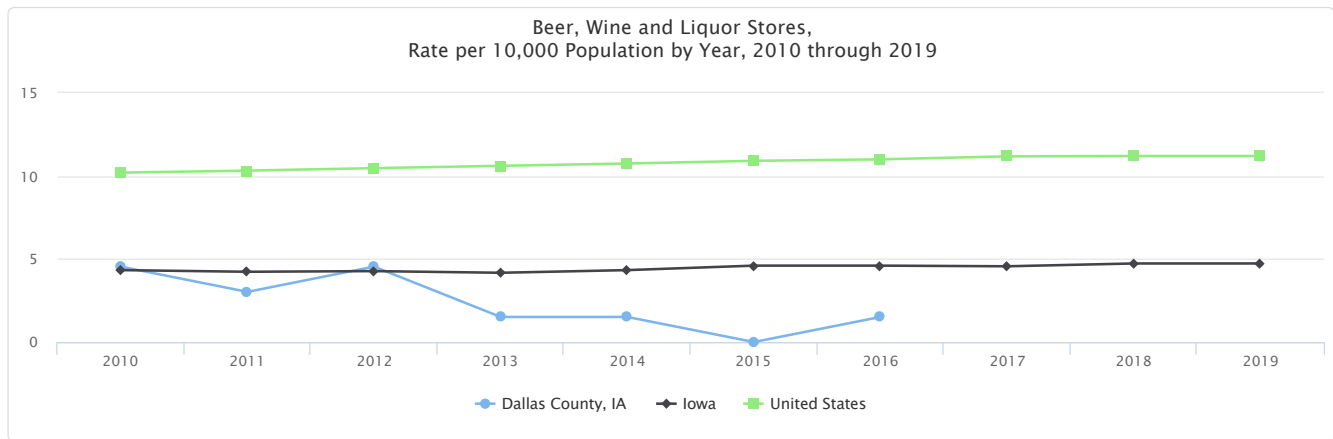 Beer, Wine and Liquor Stores,
Rate per 10,000 Population by Year, 2010 through 2019
15
10
5
0
2010 2011 2012 2013 2014 2015 2016 2017 2018 2019
Dallas County, IA Iowa United States